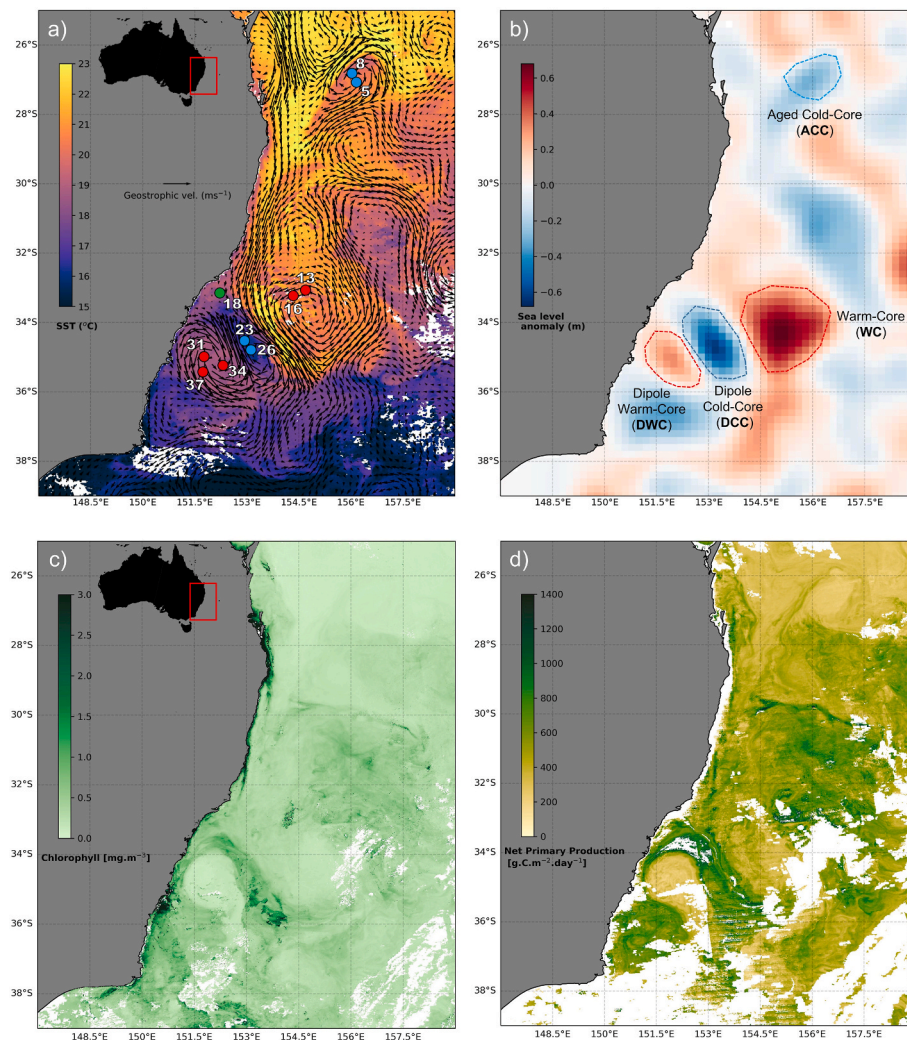 a)
26°S
28°S
30°S
32°S
34°S
36°S
38°S
23
22
21
20
19
18
17
16
15
SST (°C)
Geostrophic vel. (ms⁻¹)
8
5
13
16
18
23
26
31
34
37
148.5°E
150°E
151.5°E
153°E
154.5°E
156°E
157.5°E
b)
26°S
28°S
30°S
32°S
34°S
36°S
38°S
0.6
0.4
0.2
0.0
−0.2
−0.4
−0.6
Sea level
anomaly (m)
Aged Cold-Core
(ACC)
Warm-Core
(WC)
Dipole
Warm-Core
(DWC)
Dipole
Cold-Core
(DCC)
148.5°E
150°E
151.5°E
153°E
154.5°E
156°E
157.5°E
c)
26°S
28°S
30°S
32°S
34°S
36°S
38°S
3.0
2.5
2.0
1.5
1.0
0.5
0.0
Chlorophyll [mg.m⁻³]
148.5°E
150°E
151.5°E
153°E
154.5°E
156°E
157.5°E
d)
26°S
28°S
30°S
32°S
34°S
36°S
38°S
1400
1200
1000
800
600
400
200
0
Net Primary Production
[g.C.m⁻².day⁻¹]
148.5°E
150°E
151.5°E
153°E
154.5°E
156°E
157.5°E